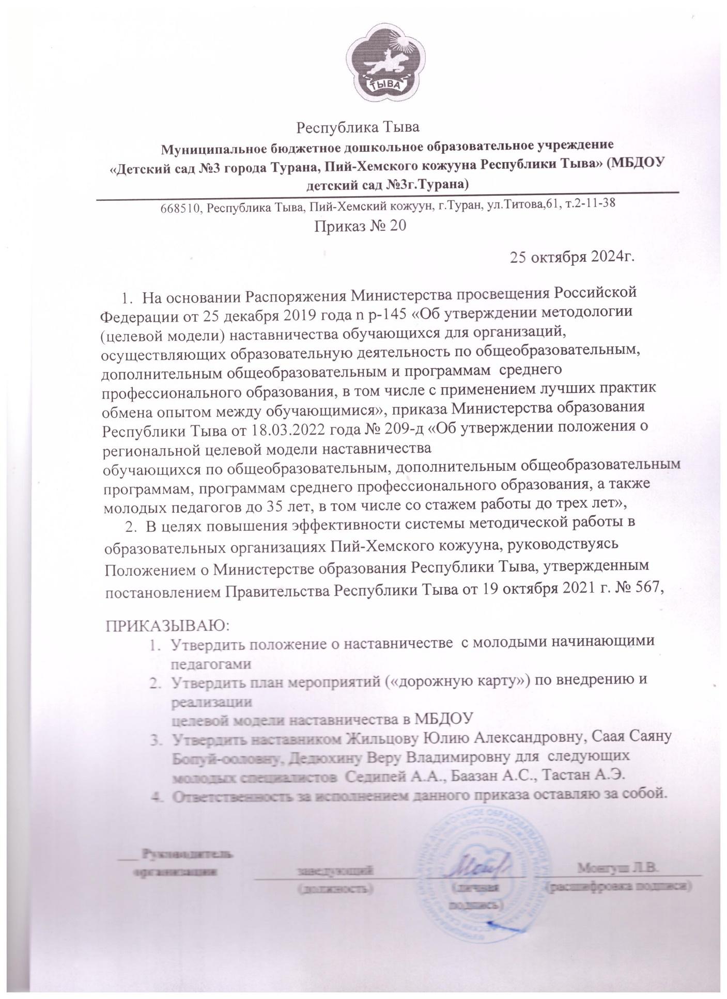 ТЫВА
Республика Тыва
Муниципальное бюджетное дошкольное образовательное учреждение
«Детский сад №3 города Турана, Пий-Хемского кожууна Республики Тыва» (МБДОУ
детский сад №3г.Турана)
668510, Республика Тыва, Пий-Хемский кожуун, г.Туран, ул.Титова,61, т.2-11-38
Приказ № 20
25 октября 2024г.
1. На основании Распоряжения Министерства просвещения Российской
Федерации от 25 декабря 2019 года n р-145 «Об утверждении методологии
(целевой модели) наставничества обучающихся для организаций,
осуществляющих образовательную деятельность по общеобразовательным,
дополнительным общеобразовательным и программам среднего
профессионального образования, в том числе с применением лучших практик
обмена опытом между обучающимися», приказа Министерства образования
Республики Тыва от 18.03.2022 года № 209-д «Об утверждении положения о
региональной целевой модели наставничества
обучающихся по общеобразовательным, дополнительным общеобразовательным
программам, программам среднего профессионального образования, а также
молодых педагогов до 35 лет, в том числе со стажем работы до трех лет»,
2. В целях повышения эффективности системы методической работы в
образовательных организациях Пий-Хемского кожууна, руководствуясь
Положением о Министерстве образования Республики Тыва, утвержденным
постановлением Правительства Республики Тыва от 19 октября 2021 г. № 567,
ПРИКАЗЫВАЮ:
1. Утвердить положение о наставничестве с молодыми начинающими
педагогами
2. Утвердить план мероприятий («дорожную карту») по внедрению и
реализации
целевой модели наставничества в МБДОУ
3. Утвердить наставником Жильцову Юлию Александровну, Саая Саяну
Бопуй-ооловну, Дедюхину Веру Владимировну для следующих
молодых специалистов Седипей А.А., Баазан А.С., Тастан А.Э.
4. Ответственность за исполнением данного приказа оставляю за собой.
___ Руководитель
организации заведующий Монгуш Л.В.
(должность) (личная (расшифровка подписи)
подпись)